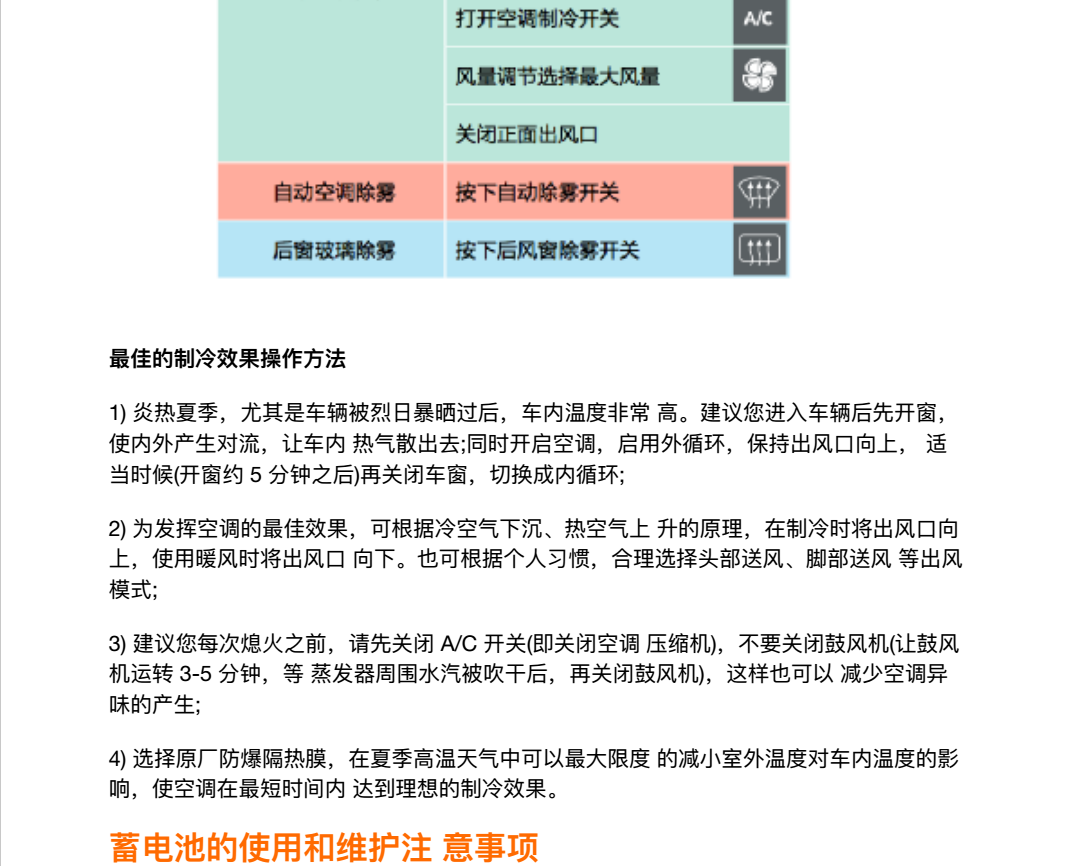 打开空调制冷开关
A/C
风量调节选择最大风量
关闭正面出风口
自动空调除雾
按下自动除雾开关
后窗玻璃除雾
按下后风窗除雾开关
最佳的制冷效果操作方法
1) 炎热夏季，尤其是车辆被烈日暴晒过后，车内温度非常 高。建议您进入车辆后先开窗，
使内外产生对流，让车内 热气散出去;同时开启空调，启用外循环，保持出风口向上， 适
当时候(开窗约 5 分钟之后)再关闭车窗，切换成内循环;
2) 为发挥空调的最佳效果，可根据冷空气下沉、热空气上 升的原理，在制冷时将出风口向
上，使用暖风时将出风口 向下。也可根据个人习惯，合理选择头部送风、脚部送风 等出风
模式;
3) 建议您每次熄火之前，请先关闭 A/C 开关(即关闭空调 压缩机)，不要关闭鼓风机(让鼓风
机运转 3-5 分钟，等 蒸发器周围水汽被吹干后，再关闭鼓风机)，这样也可以 减少空调异
味的产生;
4) 选择原厂防爆隔热膜，在夏季高温天气中可以最大限度 的减小室外温度对车内温度的影
响，使空调在最短时间内 达到理想的制冷效果。
蓄电池的使用和维护注 意事项